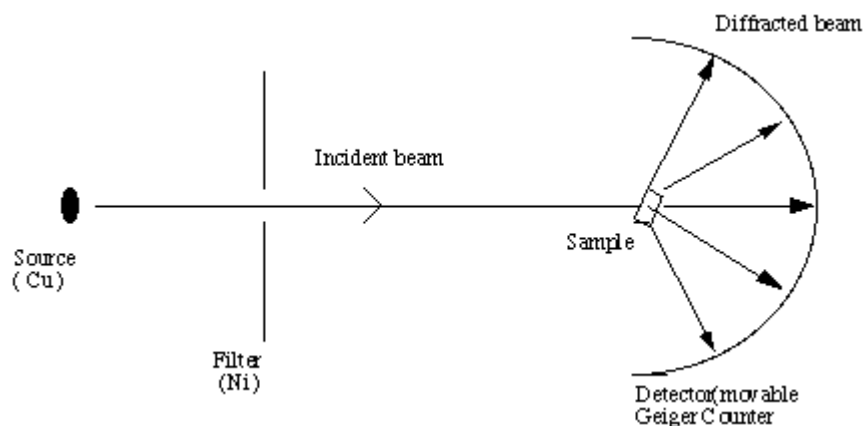 Diffracted beam
Incident beam
Source
( Cu)
Sample
Filter
(Ni)
Detector(movable
Geiger Counter